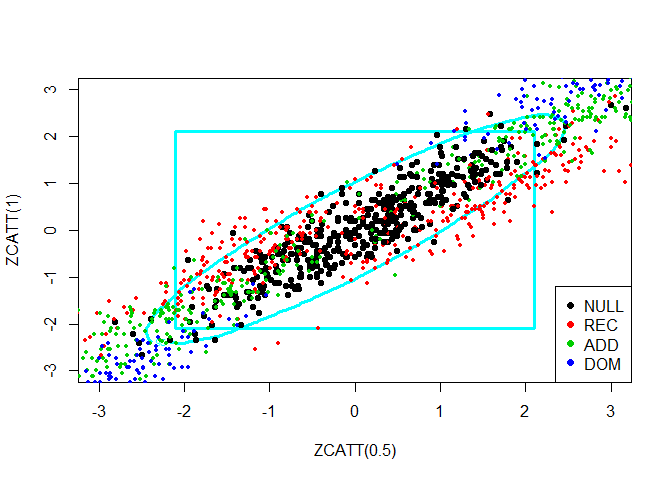 ZCATT(1)
3
2
1
0
-1
-2
-3
NULL
REC
ADD
DOM
-3 -2 -1 0 1 2 3
ZCATT(0.5)